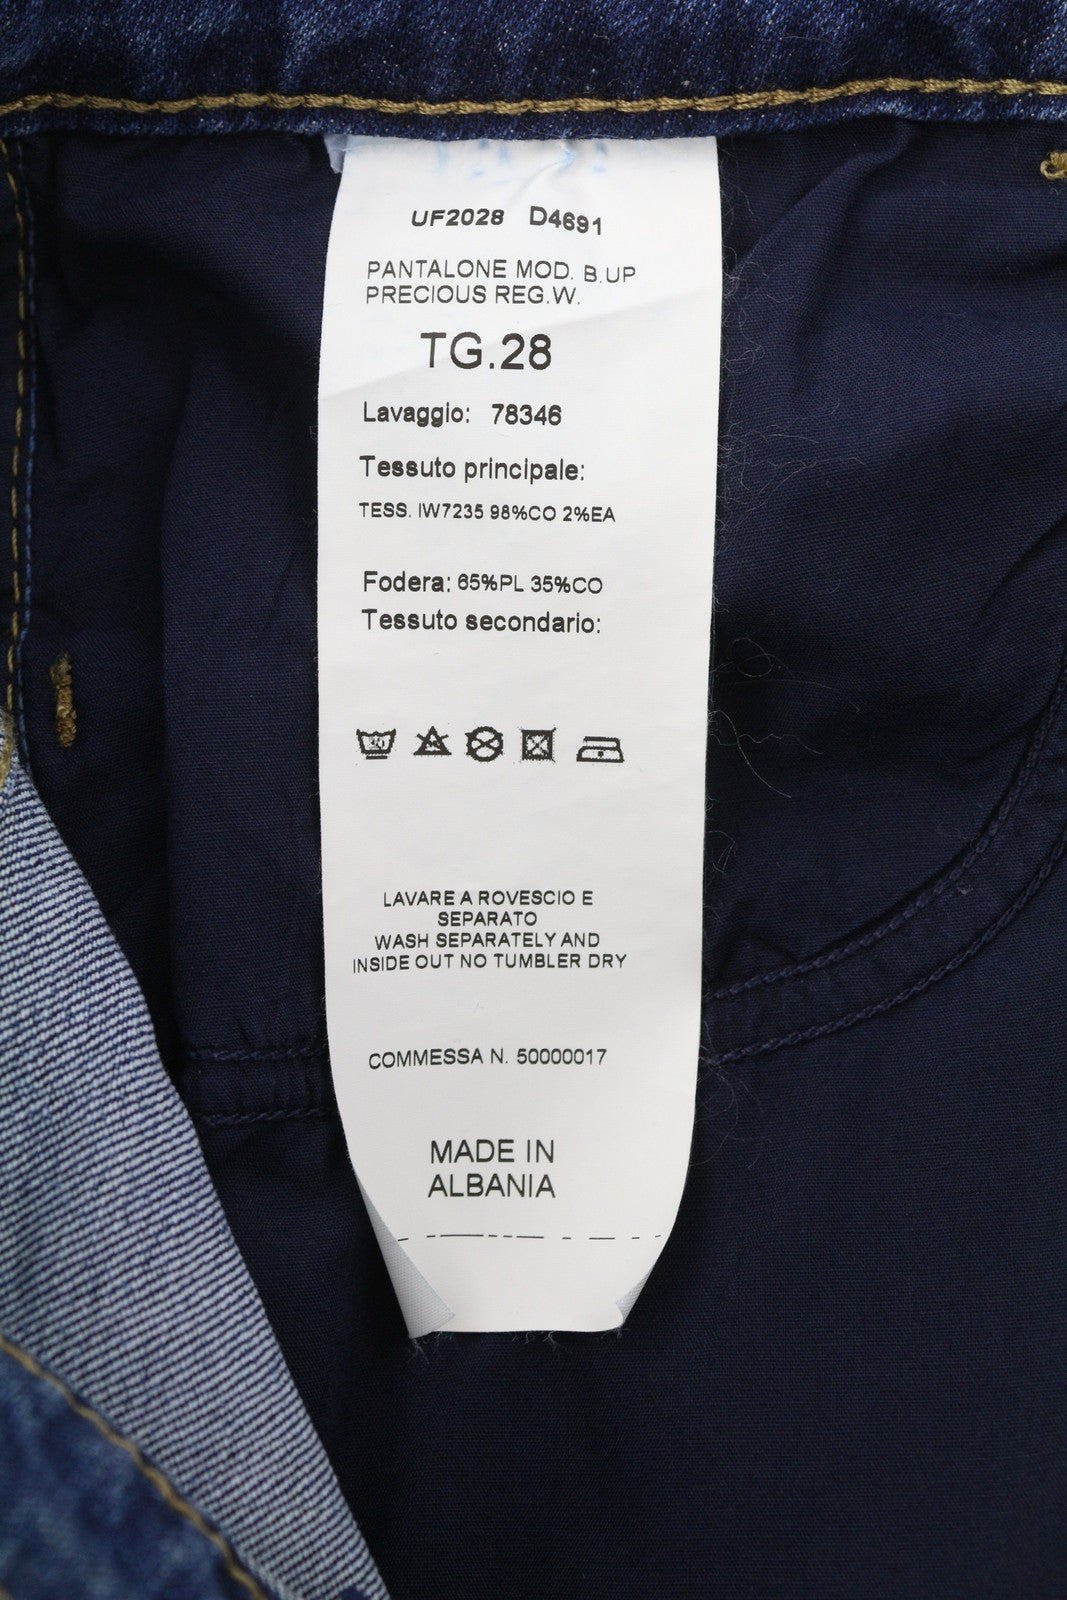 UF2028 D4691
PANTALONE MOD. B.UP
PRECIOUS REG.W.
TG.28
Lavaggio: 78346
Tessuto principale:
TESS. IW7235 98%CO 2%EA
Fodera: 65%PL 35%CO
Tessuto secondario:
LAVARE A ROVESCIO E
SEPARATO
WASH SEPARATELY AND
INSIDE OUT NO TUMBLER DRY
COMMESSA N. 50000017
MADE IN
ALBANIA